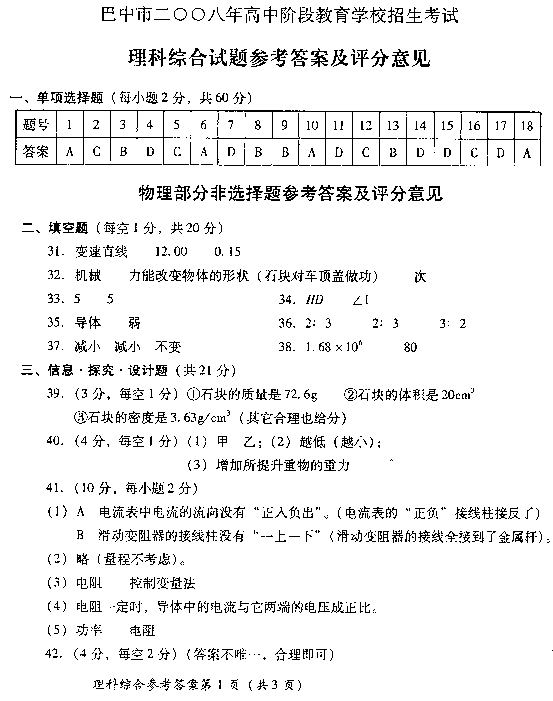 巴中市二〇〇八年高中阶段教育学校招生考试
理科综合试题参考答案及评分意见
一、单项选择题（每小题2分，共60分）
题号 1 2 3 4 5 6 7 8 9 10 11 12 13 14 15 16 17 18
答案 A C B D C A D B B A D C B D D C D A
物理部分非选择题参考答案及评分意见
二、填空题（每空1分，共20分）
31. 变速直线 12.00 0.15
32. 机械 力能改变物体的形状（石块对车顶盖做功） 次
33. 5 5 34. HD ∠1
35. 导体 弱 36. 2：3 2：3 3：2
37. 减小 减小 不变 38. 1.68×10⁶ 80
三、信息·探究·设计题（共21分）
39.（3分，每空1分）①石块的质量是72.6g ②石块的体积是20cm³
③石块的密度是3.63g/cm³（其它合理也给分）
40.（4分，每空1分）（1）甲 乙；（2）越低（越小）；
（3）增加所提升重物的重力
41.（10分，每小题2分）
（1）A 电流表中电流的流向没有“正入负出”。（电流表的“正负”接线柱接反了）
B 滑动变阻器的接线柱没有“一上一下”（滑动变阻器的接线全接到了金属杆）。
（2）略（量程不考虑）。
（3）电阻 控制变量法
（4）电阻一定时，导体中的电流与它两端的电压成正比。
（5）功率 电阻
42.（4分，每空2分）（答案不唯一，合理即可）
理科综合参考答案第1页（共3页）